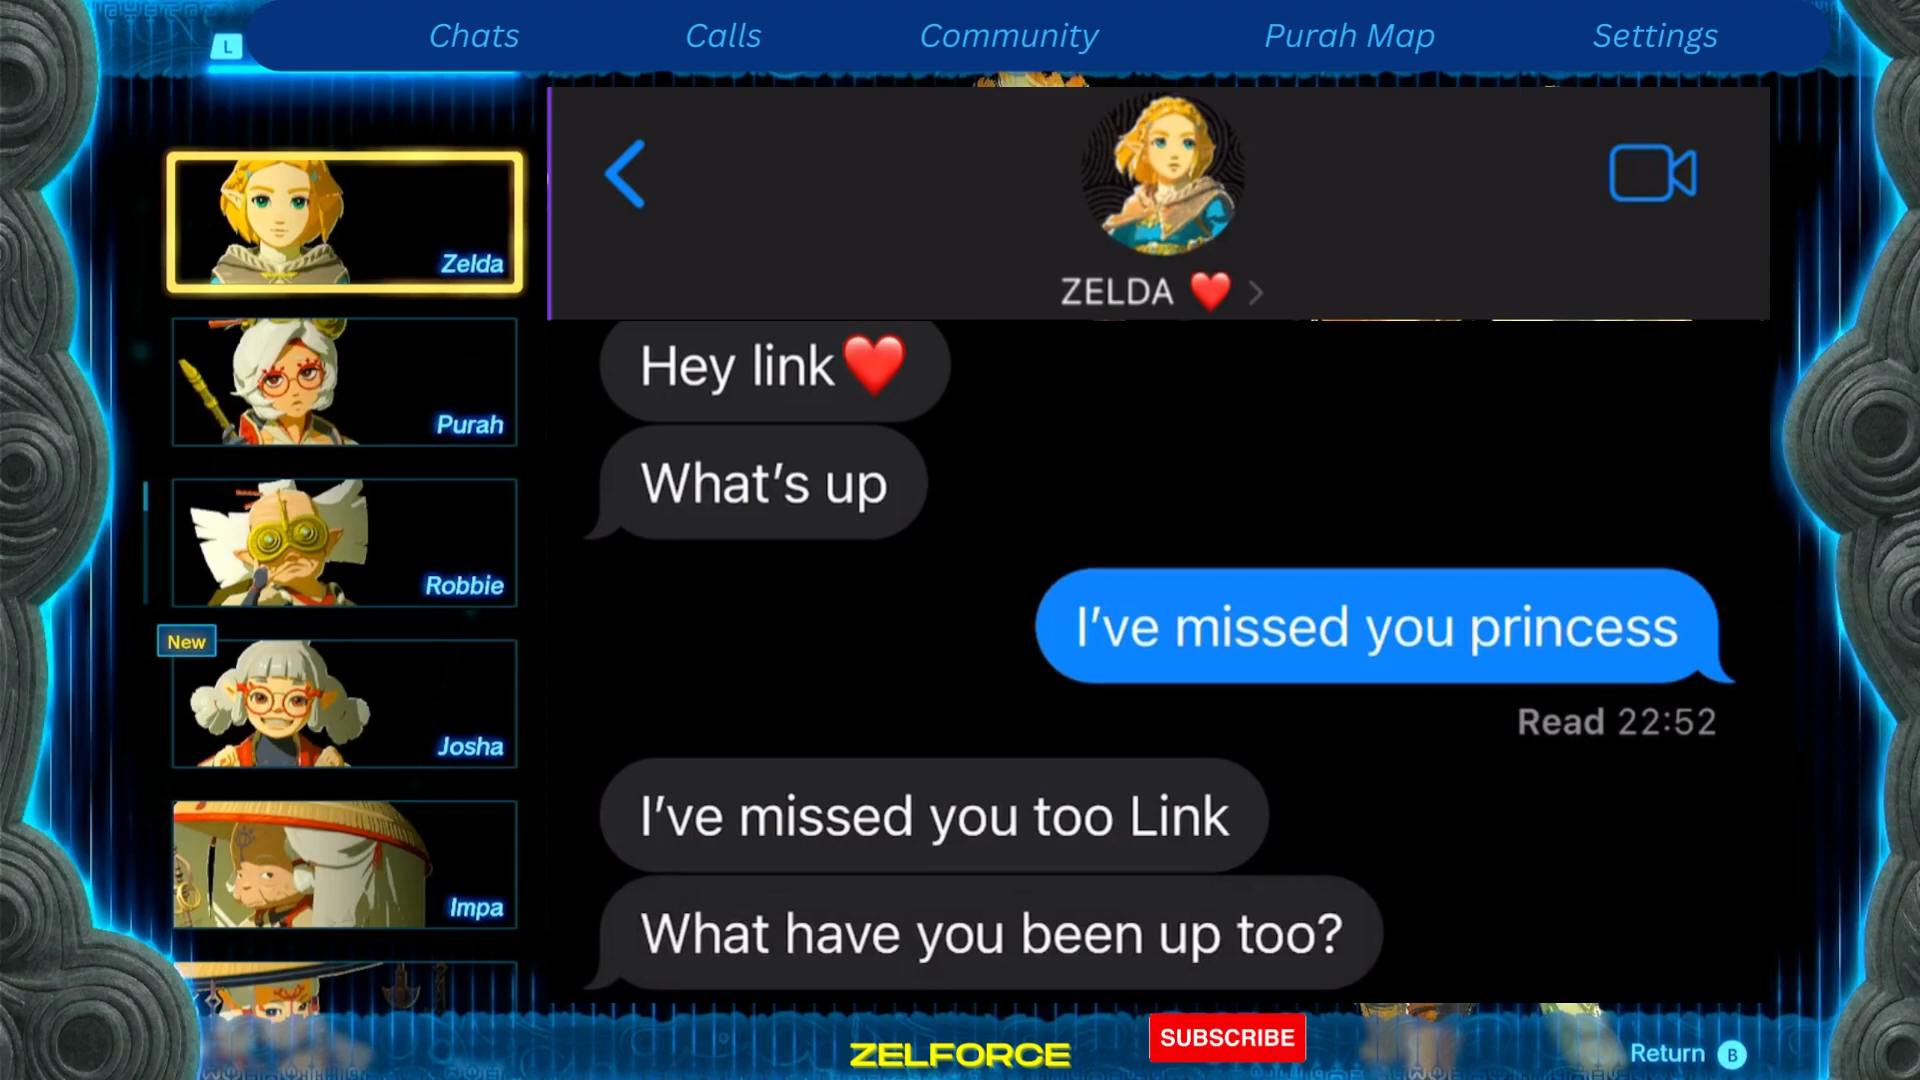 L
Chats Calls Community Purah Map Settings
Zelda
Purah
Robbie
New
Josha
Impa
ZELDA ❤️ >
Hey link❤️
What’s up
I’ve missed you princess
Read 22:52
I’ve missed you too Link
What have you been up too?
ZELFORCE
SUBSCRIBE
Return B